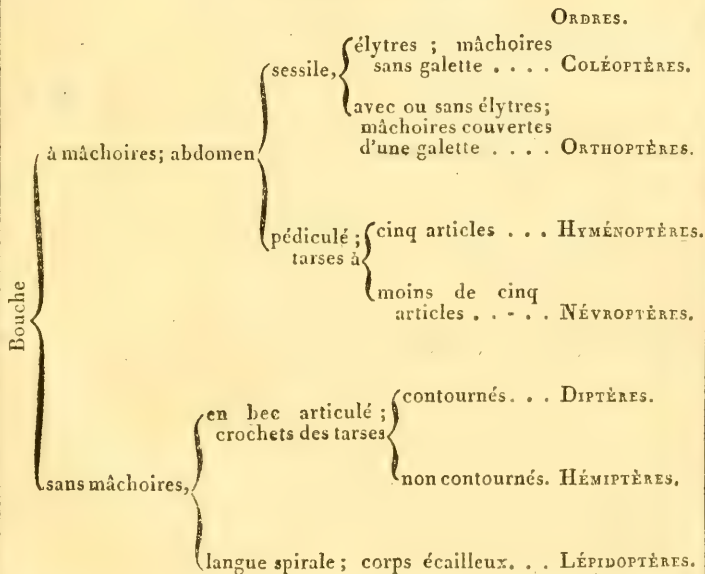 ORDRES.
élytres ; mâchoires
sans galette . . . . COLÉOPTÈRES.
sessile,
avec ou sans élytres;
mâchoires couvertes
d'une galette . . . . ORTHOPTÈRES.
à mâchoires; abdomen
pédiculé ;
tarses à
cinq articles . . . HYMÉNOPTÈRES.
moins de cinq
articles . . - . . NÉVROPTÈRES.
Bouche
en bec articulé ;
crochets des tarses
contournés. . . DIPTÈRES.
non contournés. HÉMIPTÈRES.
sans mâchoires,
langue spirale ; corps écailleux. . . LÉPIDOPTÈRES.